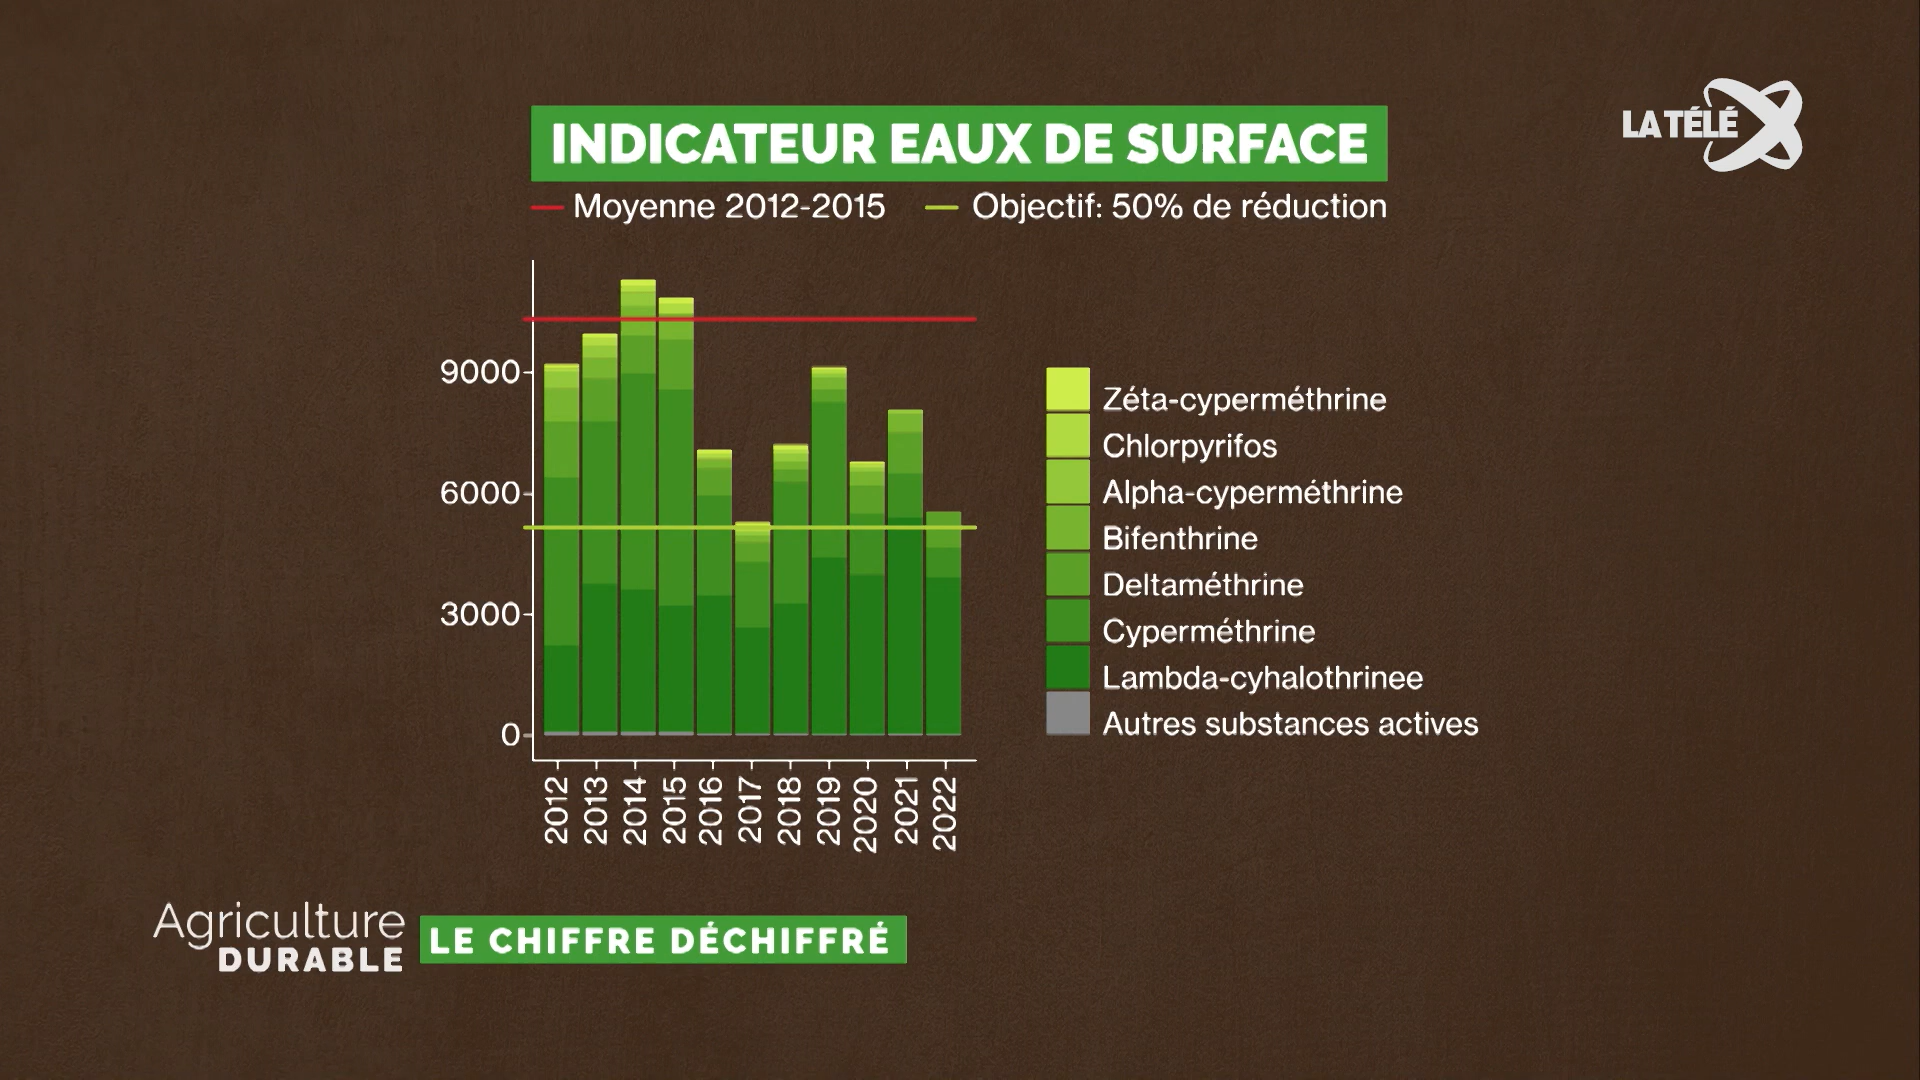 LA TÉLÉ
INDICATEUR EAUX DE SURFACE
Moyenne 2012-2015
Objectif: 50% de réduction
9000
6000
3000
0
2012
2013
2014
2015
2016
2017
2018
2019
2020
2021
2022
Zéta-cyperméthrine
Chlorpyrifos
Alpha-cyperméthrine
Bifenthrine
Deltaméthrine
Cyperméthrine
Lambda-cyhalothrinee
Autres substances actives
Agriculture
DURABLE
LE CHIFFRE DÉCHIFFRÉ